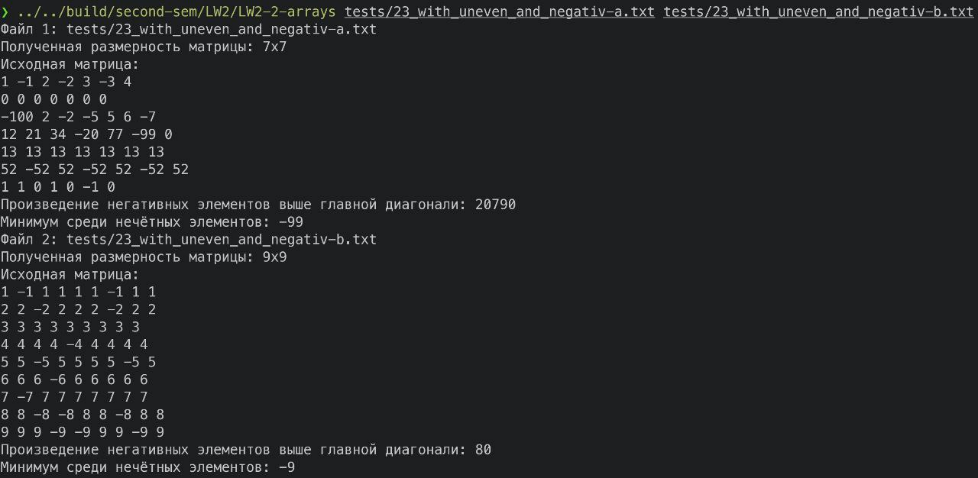 ❯ ../../build/second-sem/LW2/LW2-2-arrays tests/23_with_uneven_and_negativ-a.txt tests/23_with_uneven_and_negativ-b.txt
Файл 1: tests/23_with_uneven_and_negativ-a.txt
Полученная размерность матрицы: 7x7
Исходная матрица:
1 -1 2 -2 3 -3 4
0 0 0 0 0 0 0
-100 2 -2 -5 5 6 -7
12 21 34 -20 77 -99 0
13 13 13 13 13 13 13
52 -52 52 -52 52 -52 52
1 1 0 1 0 -1 0
Произведение негативных элементов выше главной диагонали: 20790
Минимум среди нечётных элементов: -99
Файл 2: tests/23_with_uneven_and_negativ-b.txt
Полученная размерность матрицы: 9x9
Исходная матрица:
1 -1 1 1 1 1 -1 1 1
2 2 -2 2 2 2 -2 2 2
3 3 3 3 3 3 3 3 3
4 4 4 4 -4 4 4 4 4
5 5 -5 5 5 5 5 -5 5
6 6 6 -6 6 6 6 6 6
7 -7 7 7 7 7 7 7 7
8 8 -8 -8 8 8 -8 8 8
9 9 9 -9 -9 9 9 -9 9
Произведение негативных элементов выше главной диагонали: 80
Минимум среди нечётных элементов: -9